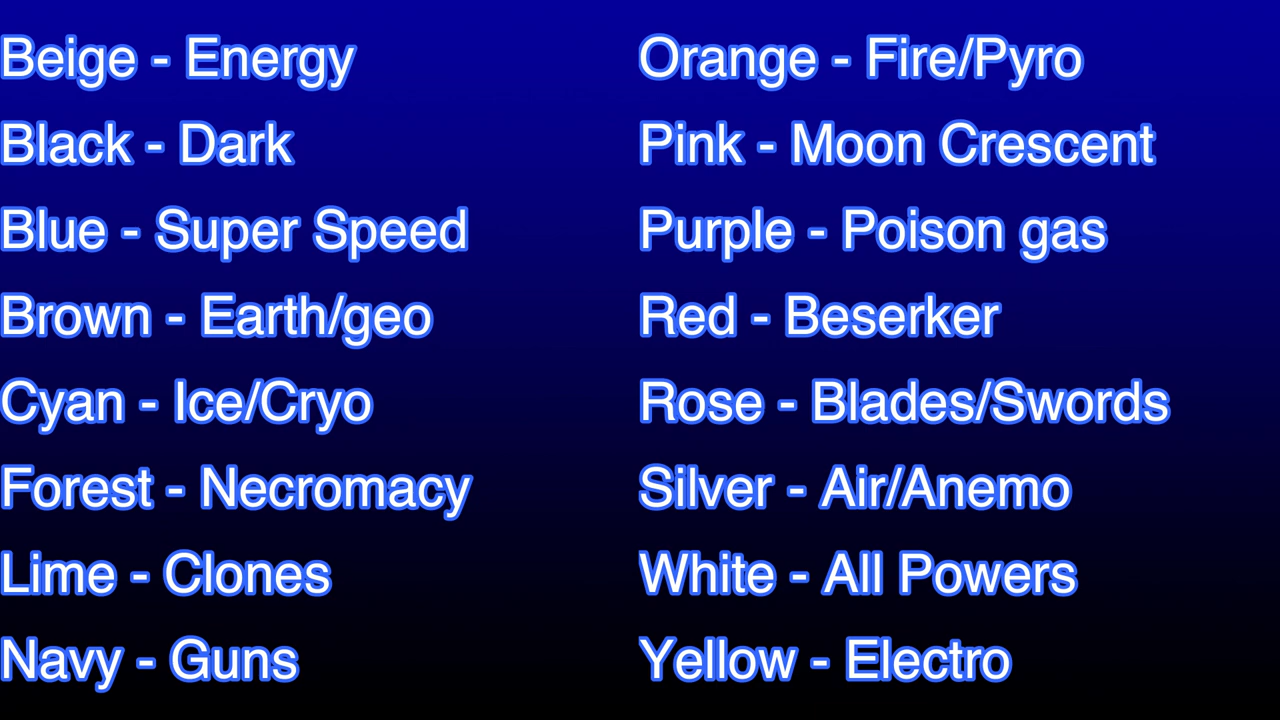 Beige - Energy
Black - Dark
Blue - Super Speed
Brown - Earth/geo
Cyan - Ice/Cryo
Forest - Necromacy
Lime - Clones
Navy - Guns
Orange - Fire/Pyro
Pink - Moon Crescent
Purple - Poison gas
Red - Beserker
Rose - Blades/Swords
Silver - Air/Anemo
White - All Powers
Yellow - Electro